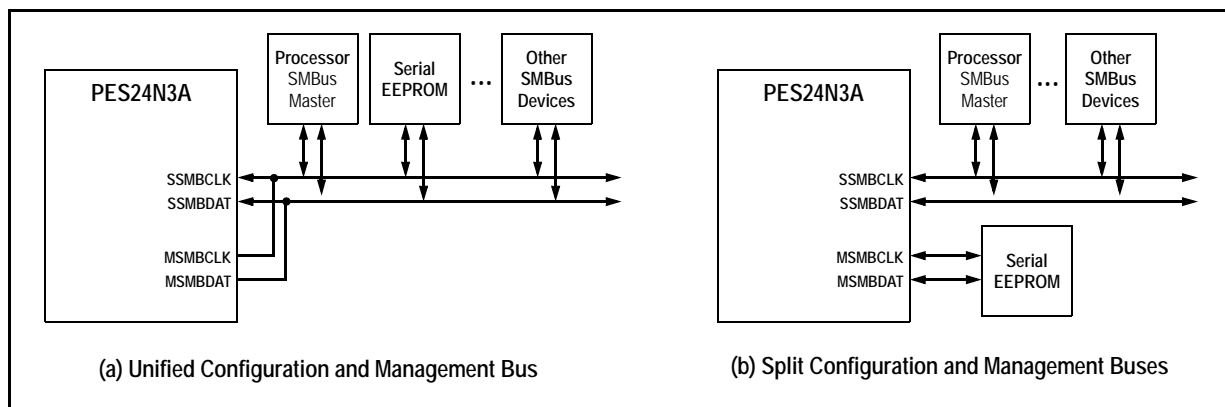 PES24N3A
Processor
SMBus
Master
Serial
EEPROM
...
Other
SMBus
Devices
SSMBCLK
SSMBDAT
MSMBCLK
MSMBDAT
(a) Unified Configuration and Management Bus
PES24N3A
Processor
SMBus
Master
...
Other
SMBus
Devices
SSMBCLK
SSMBDAT
MSMBCLK
MSMBDAT
Serial
EEPROM
(b) Split Configuration and Management Buses